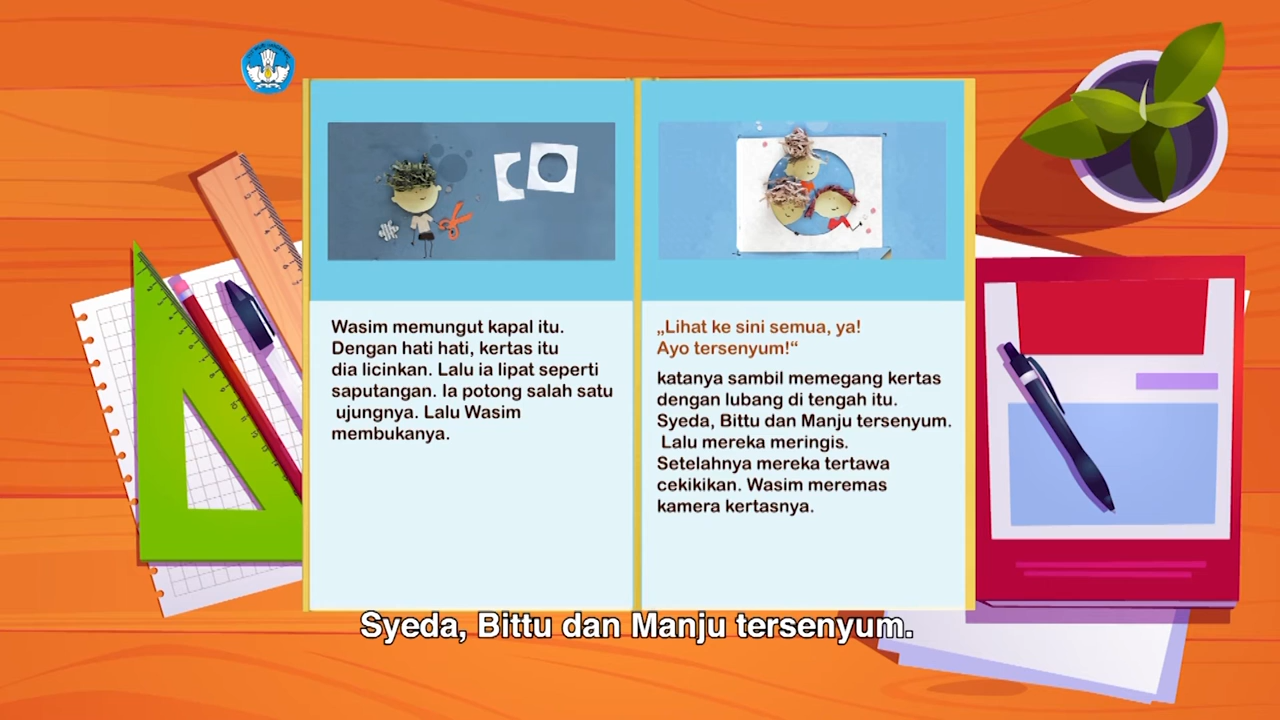 Wasim memungut kapal itu.
Dengan hati hati, kertas itu
dia licinkan. Lalu ia lipat seperti
saputangan. Ia potong salah satu
ujungnya. Lalu Wasim
membukanya.
„Lihat ke sini semua, ya!
Ayo tersenyum!“
katanya sambil memegang kertas
dengan lubang di tengah itu.
Syeda, Bittu dan Manju tersenyum.
Lalu mereka meringis.
Setelahnya mereka tertawa
cekikikan. Wasim meremas
kamera kertasnya.
Syeda, Bittu dan Manju tersenyum.